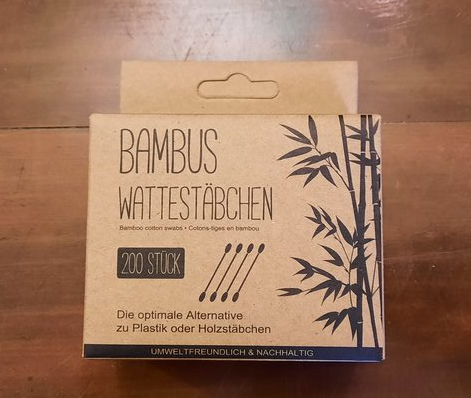 BAMBUS
WATTESTÄBCHEN
Bamboo cotton swabs • Cotons-tiges en bambou
200 STÜCK
Die optimale Alternative
zu Plastik oder Holzstäbchen
UMWELTFREUNDLICH & NACHHALTIG